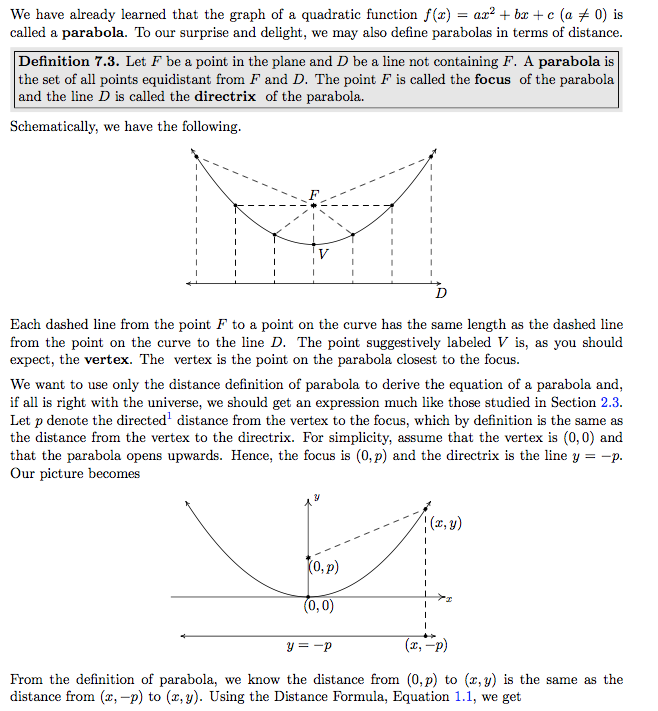 We have already learned that the graph of a quadratic function f(x) = ax² + bx + c (a ≠ 0) is
called a parabola. To our surprise and delight, we may also define parabolas in terms of distance.
Definition 7.3. Let F be a point in the plane and D be a line not containing F. A parabola is
the set of all points equidistant from F and D. The point F is called the focus of the parabola
and the line D is called the directrix of the parabola.
Schematically, we have the following.
F
V
D
Each dashed line from the point F to a point on the curve has the same length as the dashed line
from the point on the curve to the line D. The point suggestively labeled V is, as you should
expect, the vertex. The vertex is the point on the parabola closest to the focus.
We want to use only the distance definition of parabola to derive the equation of a parabola and,
if all is right with the universe, we should get an expression much like those studied in Section 2.3.
Let p denote the directed¹ distance from the vertex to the focus, which by definition is the same as
the distance from the vertex to the directrix. For simplicity, assume that the vertex is (0, 0) and
that the parabola opens upwards. Hence, the focus is (0, p) and the directrix is the line y = −p.
Our picture becomes
y
(x, y)
(0, p)
x
(0, 0)
y = −p
(x, −p)
From the definition of parabola, we know the distance from (0, p) to (x, y) is the same as the
distance from (x, −p) to (x, y). Using the Distance Formula, Equation 1.1, we get